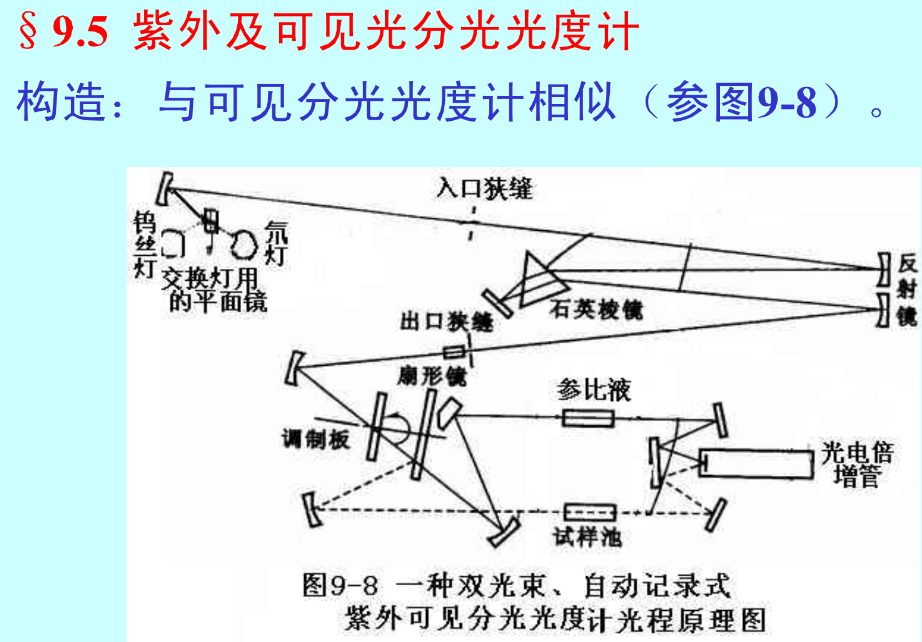 §9.5 紫外及可见光分光光度计
构造：与可见分光光度计相似（参图9-8）。
入口狭缝
钨丝灯
氘灯
交换灯用
的平面镜
反射镜
石英棱镜
出口狭缝
扇形镜
参比液
调制板
光电倍
增管
试样池
图9-8 一种双光束、自动记录式
紫外可见分光光度计光程原理图